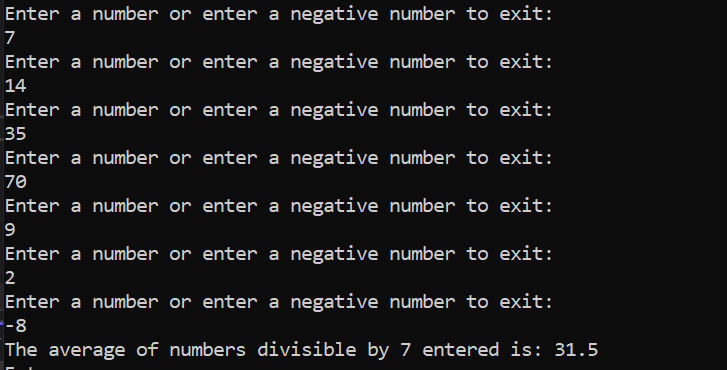 Enter a number or enter a negative number to exit:
7
Enter a number or enter a negative number to exit:
14
Enter a number or enter a negative number to exit:
35
Enter a number or enter a negative number to exit:
70
Enter a number or enter a negative number to exit:
9
Enter a number or enter a negative number to exit:
2
Enter a number or enter a negative number to exit:
-8
The average of numbers divisible by 7 entered is: 31.5